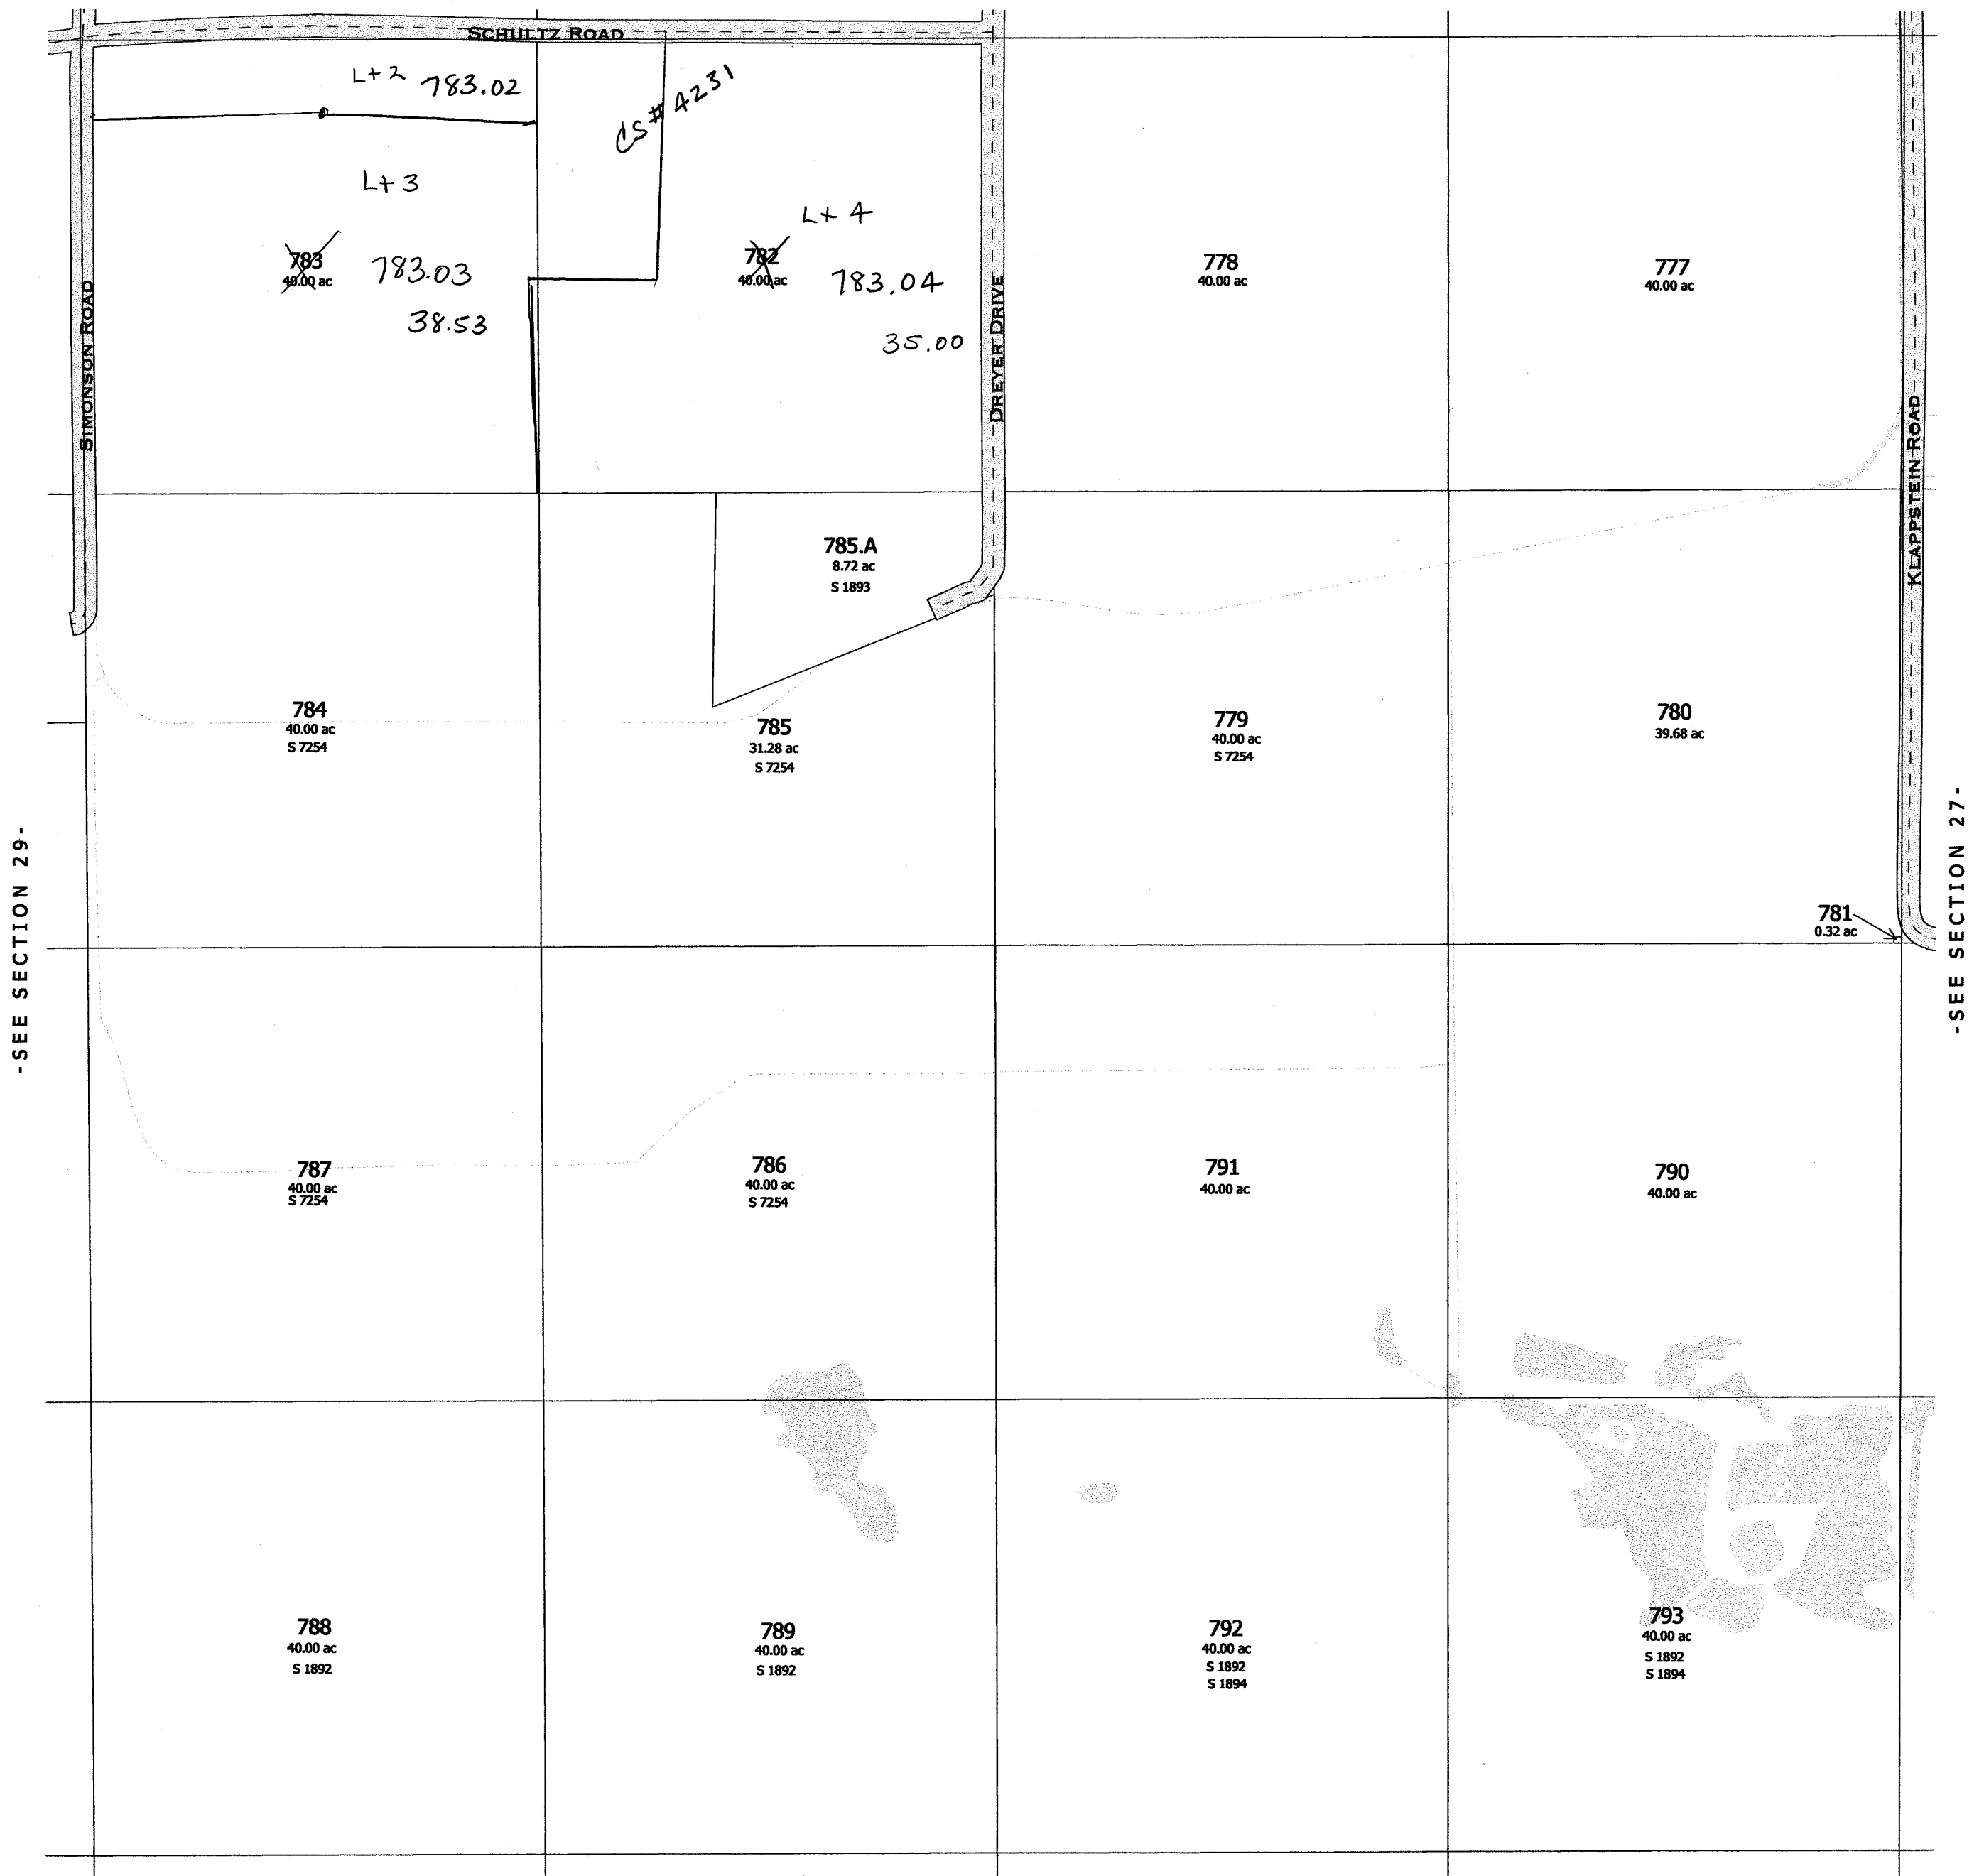 SCHULTZ ROAD
L+2 783.02
CS# 4231
L+3
L+4
783
40.00 ac
783.03
38.53
782
40.00 ac
783.04
35.00
778
40.00 ac
777
40.00 ac
SIMONSON ROAD
DREYER DRIVE
KLAPPSTEIN ROAD
785.A
8.72 ac
S 1893
784
40.00 ac
S 7254
785
31.28 ac
S 7254
779
40.00 ac
S 7254
780
39.68 ac
-SEE SECTION 29-
-SEE SECTION 27-
781
0.32 ac
787
40.00 ac
S 7254
786
40.00 ac
S 7254
791
40.00 ac
790
40.00 ac
788
40.00 ac
S 1892
789
40.00 ac
S 1892
792
40.00 ac
S 1892
S 1894
793
40.00 ac
S 1892
S 1894